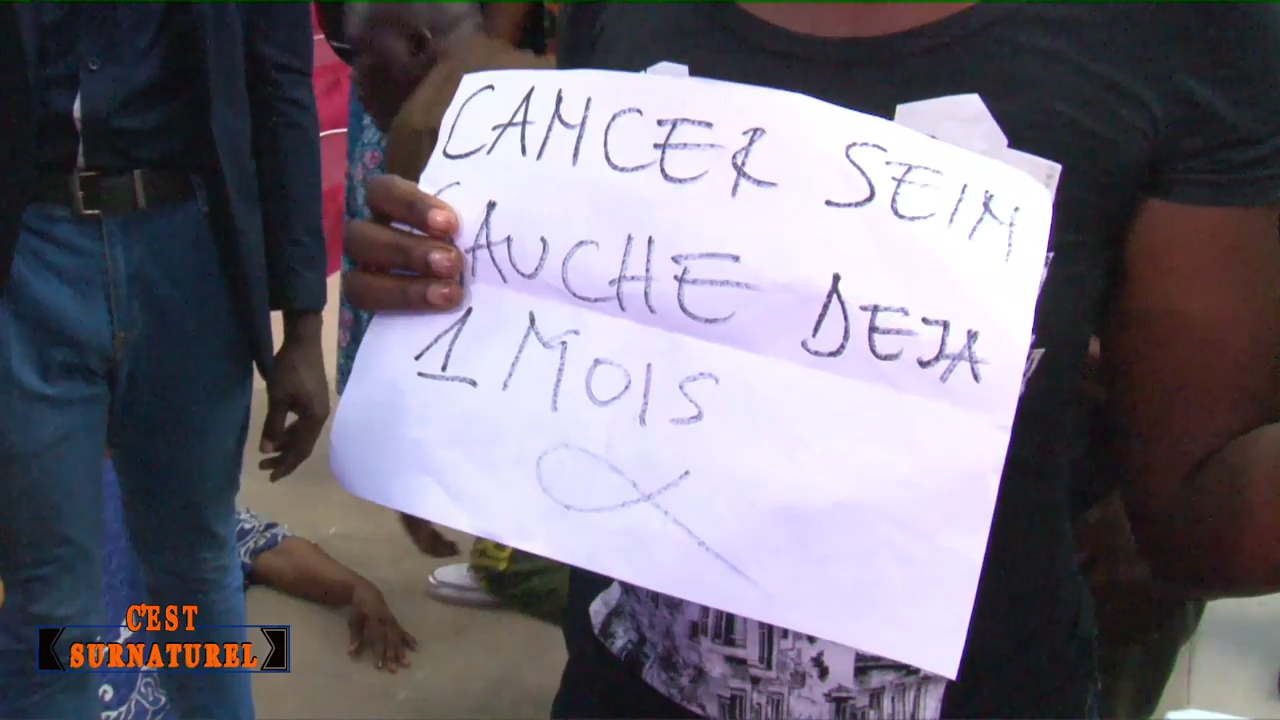 CANCER SEIN
GAUCHE DEJA
1 MOIS
C'EST
SURNATUREL